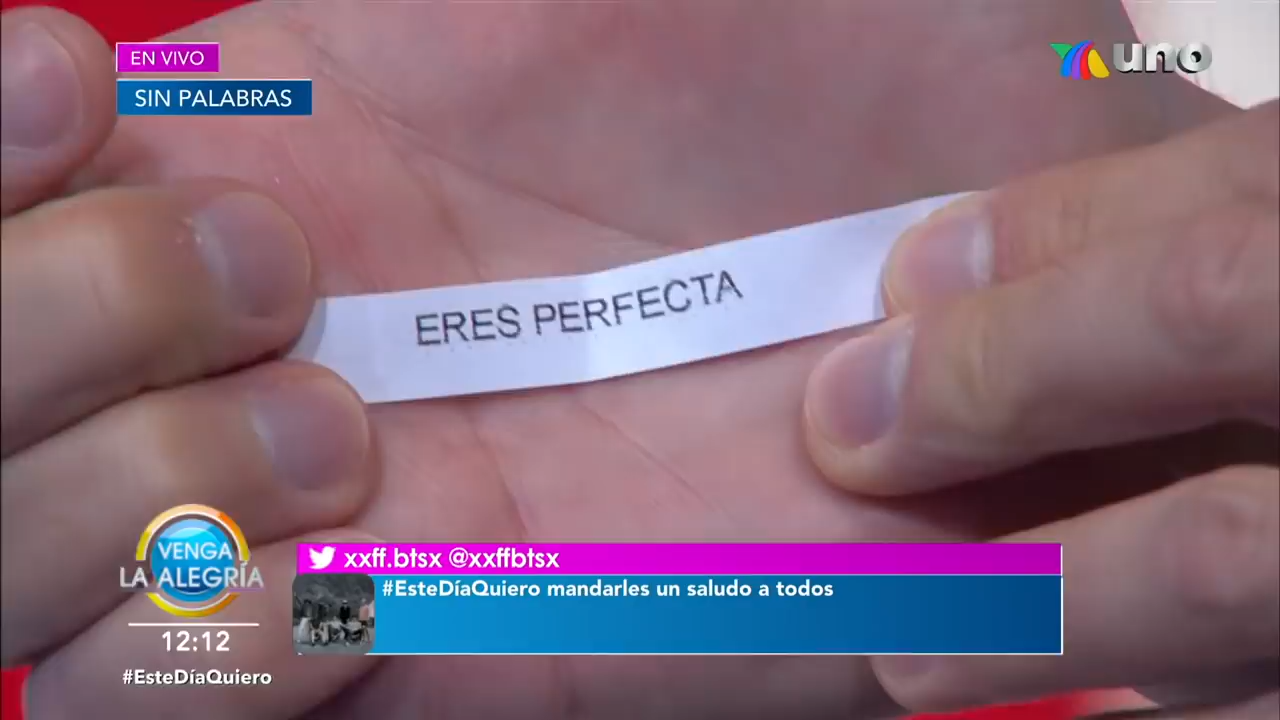 EN VIVO
SIN PALABRAS
uno
ERES PERFECTA
VENGA
LA ALEGRÍA
12:12
#EsteDíaQuiero
xxff.btsx @xxffbtsx
#EsteDíaQuiero mandarles un saludo a todos